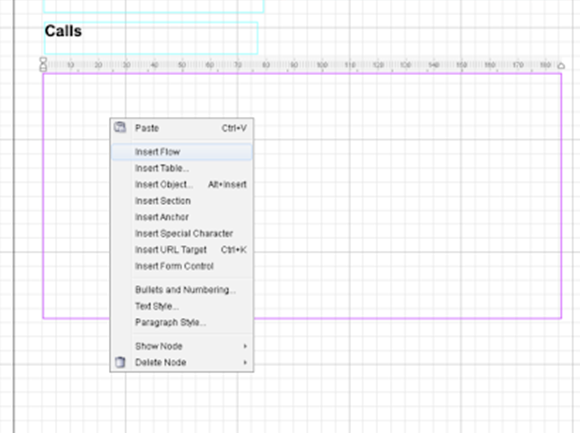 Calls
10 20 30 40 50 60 70 80 90 100 110 120 130 140 150 160 170 180
Paste Ctrl+V
Insert Flow
Insert Table...
Insert Object... Alt+Insert
Insert Section
Insert Anchor
Insert Special Character
Insert URL Target Ctrl+K
Insert Form Control
Bullets and Numbering...
Text Style...
Paragraph Style...
Show Node
Delete Node